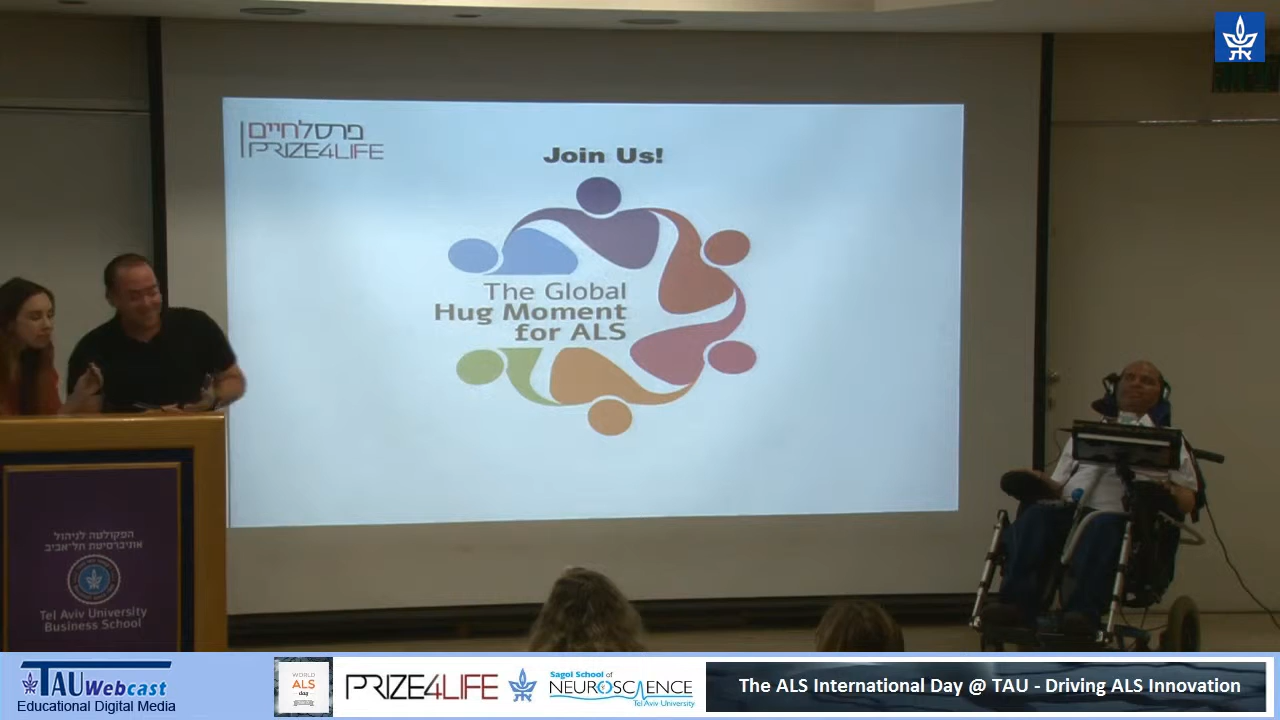 פרסלחיים
PRIZE4LIFE
Join Us!
The Global
Hug Moment
for ALS
הפקולטה לניהול
אוניברסיטת תל-אביב
Tel Aviv University
Business School
TAU Webcast
Educational Digital Media
WORLD
ALS
day
PRIZE4LIFE
Sagol School of
NEUROSCIENCE
Tel Aviv University
The ALS International Day @ TAU - Driving ALS Innovation